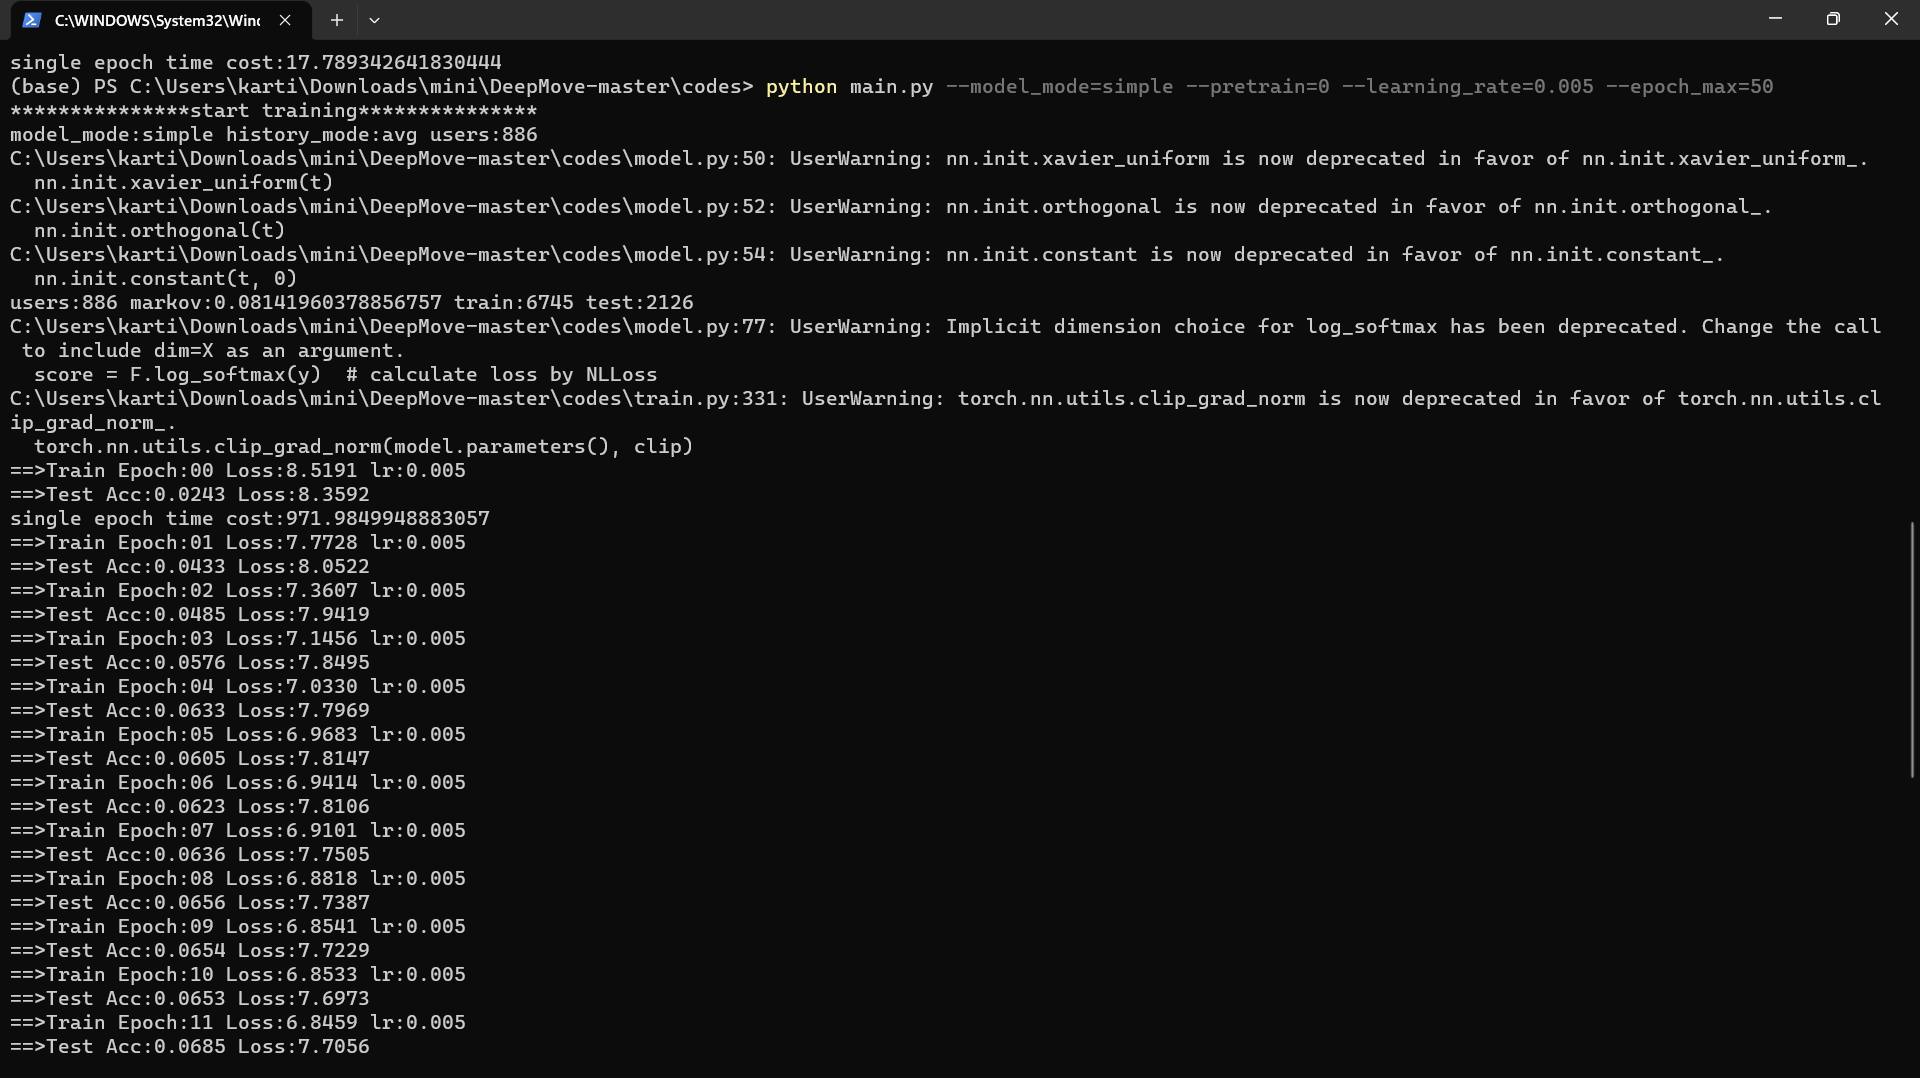 C:\WINDOWS\System32\Wind
single epoch time cost:17.789342641830444
(base) PS C:\Users\karti\Downloads\mini\DeepMove-master\codes> python main.py --model_mode=simple --pretrain=0 --learning_rate=0.005 --epoch_max=50
***************start training***************
model_mode:simple history_mode:avg users:886
C:\Users\karti\Downloads\mini\DeepMove-master\codes\model.py:50: UserWarning: nn.init.xavier_uniform is now deprecated in favor of nn.init.xavier_uniform_.
  nn.init.xavier_uniform(t)
C:\Users\karti\Downloads\mini\DeepMove-master\codes\model.py:52: UserWarning: nn.init.orthogonal is now deprecated in favor of nn.init.orthogonal_.
  nn.init.orthogonal(t)
C:\Users\karti\Downloads\mini\DeepMove-master\codes\model.py:54: UserWarning: nn.init.constant is now deprecated in favor of nn.init.constant_.
  nn.init.constant(t, 0)
users:886 markov:0.08141960378856757 train:6745 test:2126
C:\Users\karti\Downloads\mini\DeepMove-master\codes\model.py:77: UserWarning: Implicit dimension choice for log_softmax has been deprecated. Change the call
 to include dim=X as an argument.
  score = F.log_softmax(y)  # calculate loss by NLLoss
C:\Users\karti\Downloads\mini\DeepMove-master\codes\train.py:331: UserWarning: torch.nn.utils.clip_grad_norm is now deprecated in favor of torch.nn.utils.cl
ip_grad_norm_.
  torch.nn.utils.clip_grad_norm(model.parameters(), clip)
==>Train Epoch:00 Loss:8.5191 lr:0.005
==>Test Acc:0.0243 Loss:8.3592
single epoch time cost:971.9849948883057
==>Train Epoch:01 Loss:7.7728 lr:0.005
==>Test Acc:0.0433 Loss:8.0522
==>Train Epoch:02 Loss:7.3607 lr:0.005
==>Test Acc:0.0485 Loss:7.9419
==>Train Epoch:03 Loss:7.1456 lr:0.005
==>Test Acc:0.0576 Loss:7.8495
==>Train Epoch:04 Loss:7.0330 lr:0.005
==>Test Acc:0.0633 Loss:7.7969
==>Train Epoch:05 Loss:6.9683 lr:0.005
==>Test Acc:0.0605 Loss:7.8147
==>Train Epoch:06 Loss:6.9414 lr:0.005
==>Test Acc:0.0623 Loss:7.8106
==>Train Epoch:07 Loss:6.9101 lr:0.005
==>Test Acc:0.0636 Loss:7.7505
==>Train Epoch:08 Loss:6.8818 lr:0.005
==>Test Acc:0.0656 Loss:7.7387
==>Train Epoch:09 Loss:6.8541 lr:0.005
==>Test Acc:0.0654 Loss:7.7229
==>Train Epoch:10 Loss:6.8533 lr:0.005
==>Test Acc:0.0653 Loss:7.6973
==>Train Epoch:11 Loss:6.8459 lr:0.005
==>Test Acc:0.0685 Loss:7.7056